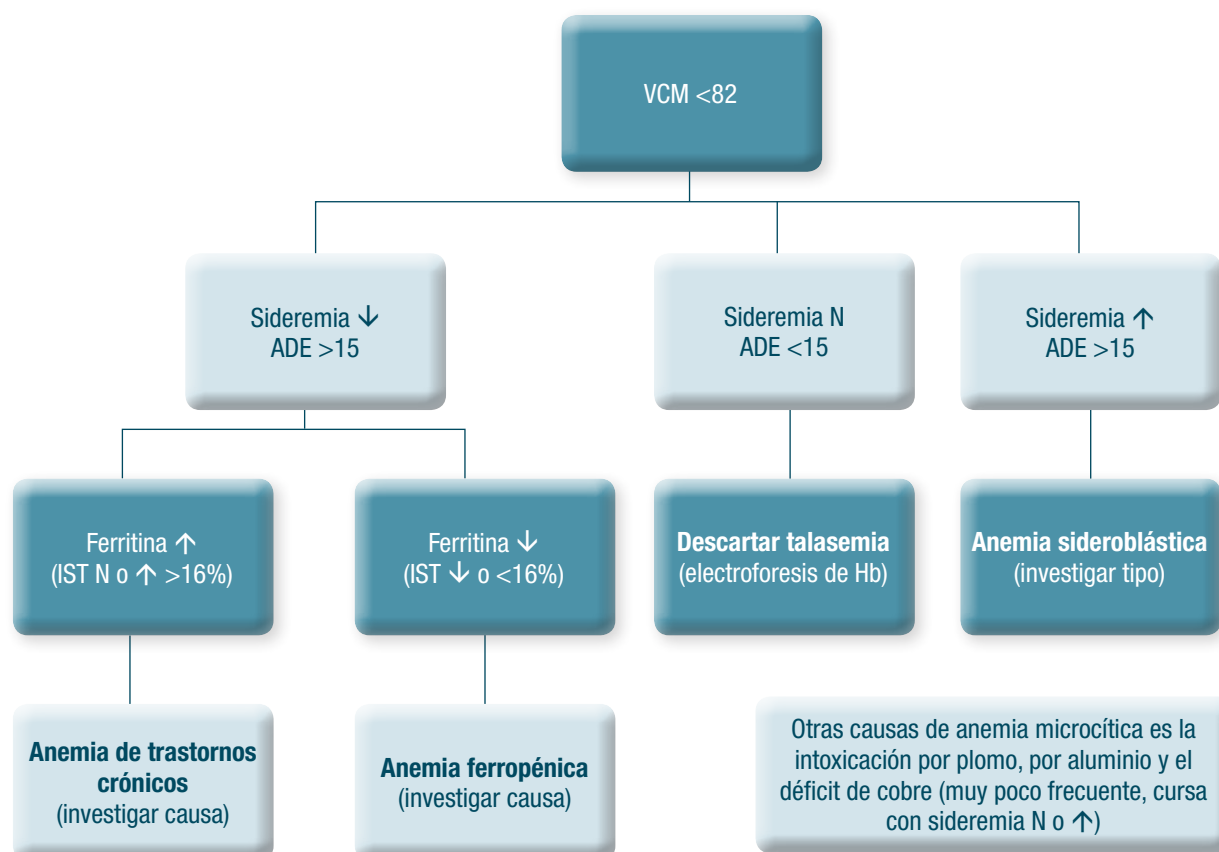 VCM <82
Sideremia ↓
ADE >15
Sideremia N
ADE <15
Sideremia ↑
ADE >15
Ferritina ↑
(IST N o ↑ >16%)
Ferritina ↓
(IST ↓ o <16%)
Descartar talasemia
(electroforesis de Hb)
Anemia sideroblástica
(investigar tipo)
Anemia de trastornos
crónicos
(investigar causa)
Anemia ferropénica
(investigar causa)
Otras causas de anemia microcítica es la
intoxicación por plomo, por aluminio y el
déficit de cobre (muy poco frecuente, cursa
con sideremia N o ↑)